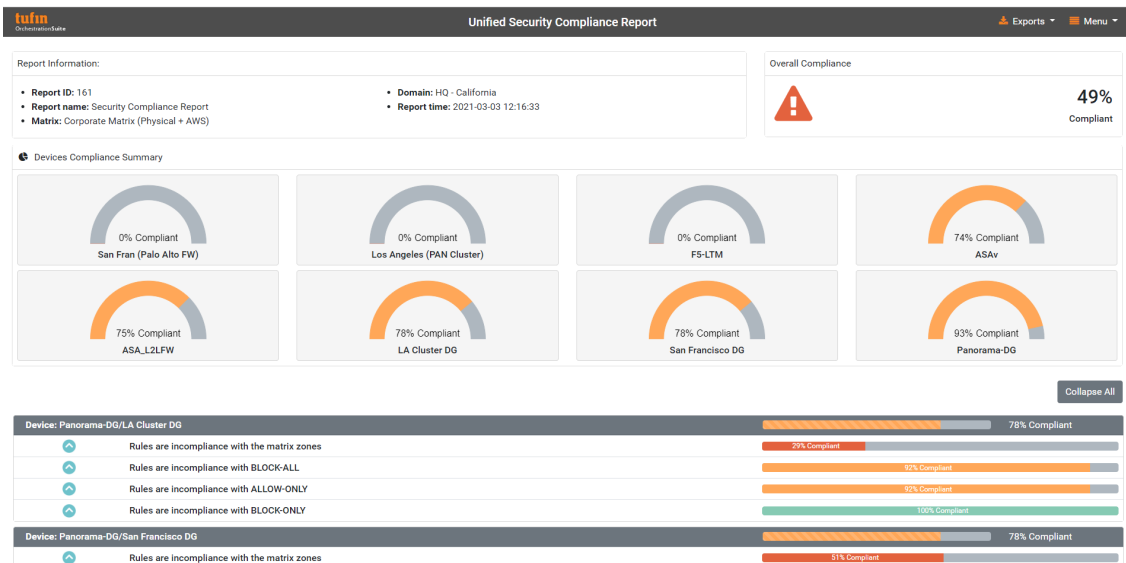 tufin
OrchestrationSuite
Unified Security Compliance Report
Exports
Menu
Report Information:
Report ID: 161
Report name: Security Compliance Report
Matrix: Corporate Matrix (Physical + AWS)
Domain: HQ - California
Report time: 2021-03-03 12:16:33
Overall Compliance
49%
Compliant
Devices Compliance Summary
0% Compliant
San Fran (Palo Alto FW)
0% Compliant
Los Angeles (PAN Cluster)
0% Compliant
F5-LTM
74% Compliant
ASAv
75% Compliant
ASA_L2LFW
78% Compliant
LA Cluster DG
78% Compliant
San Francisco DG
93% Compliant
Panorama-DG
Collapse All
Device: Panorama-DG/LA Cluster DG 78% Compliant
Rules are incompliance with the matrix zones 29% Compliant
Rules are incompliance with BLOCK-ALL 92% Compliant
Rules are incompliance with ALLOW-ONLY 92% Compliant
Rules are incompliance with BLOCK-ONLY 100% Compliant
Device: Panorama-DG/San Francisco DG 78% Compliant
Rules are incompliance with the matrix zones 51% Compliant